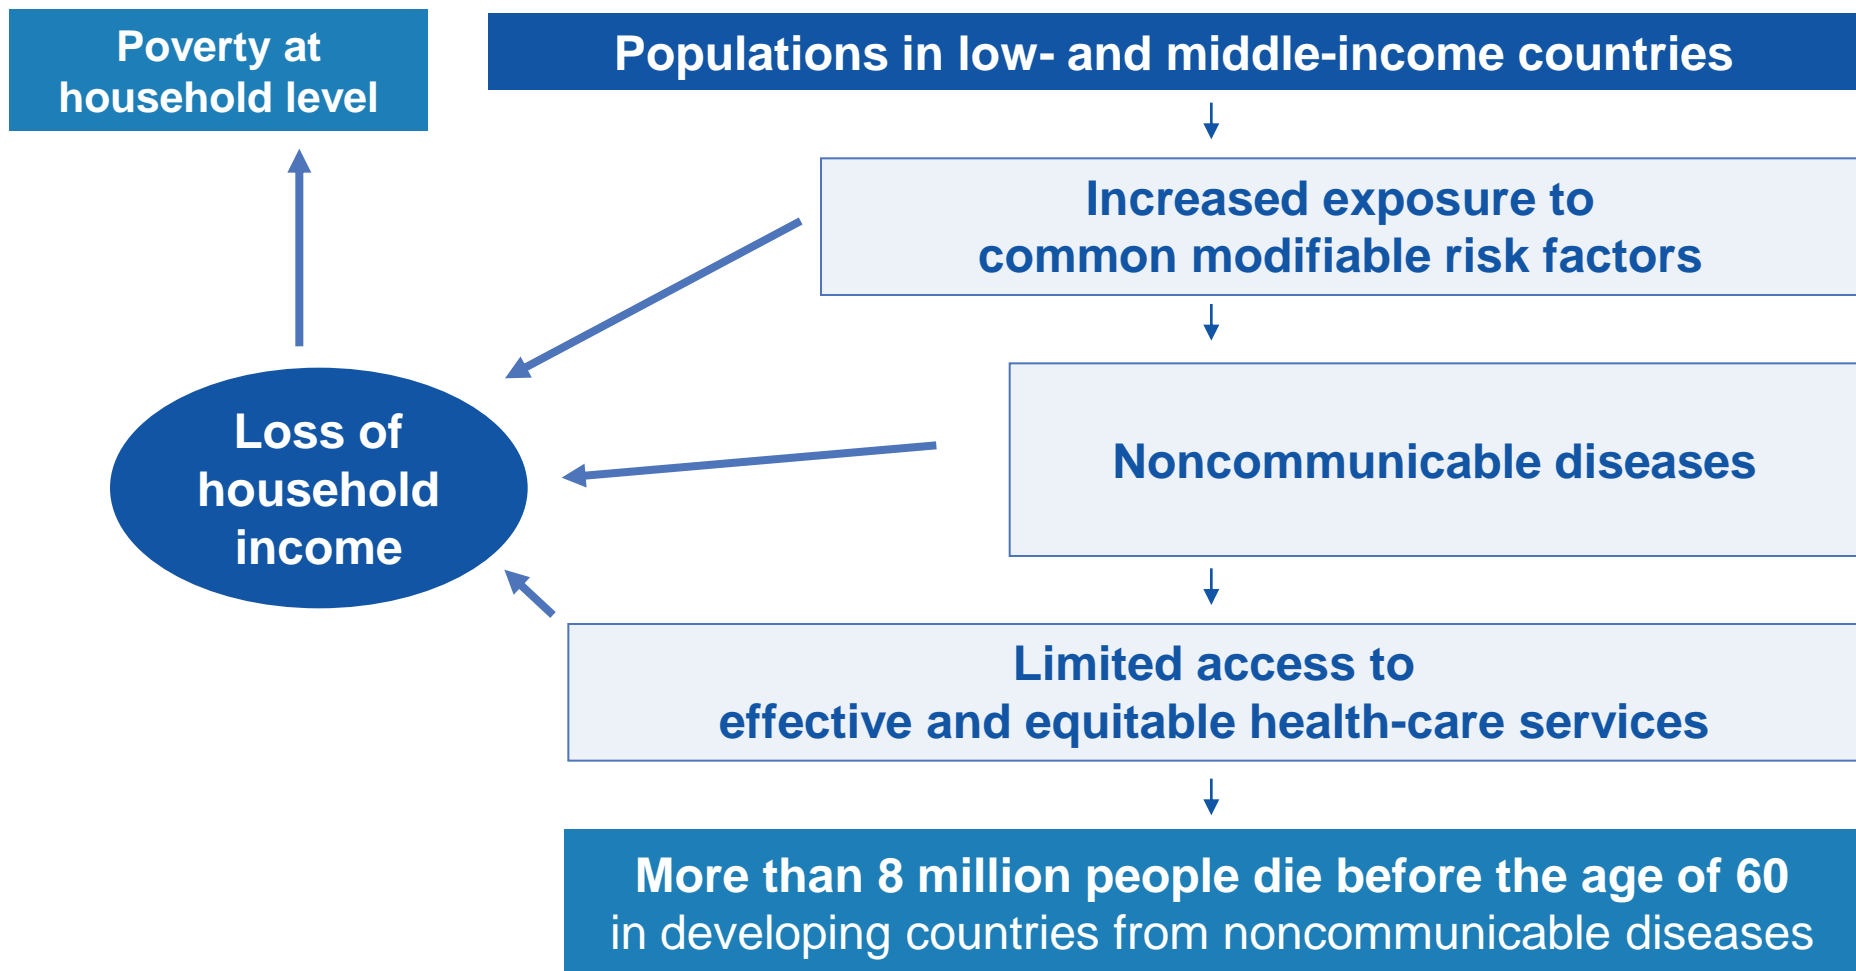 Poverty at
household level
Populations in low- and middle-income countries
Increased exposure to
common modifiable risk factors
Loss of
household
income
Noncommunicable diseases
Limited access to
effective and equitable health-care services
More than 8 million people die before the age of 60
in developing countries from noncommunicable diseases